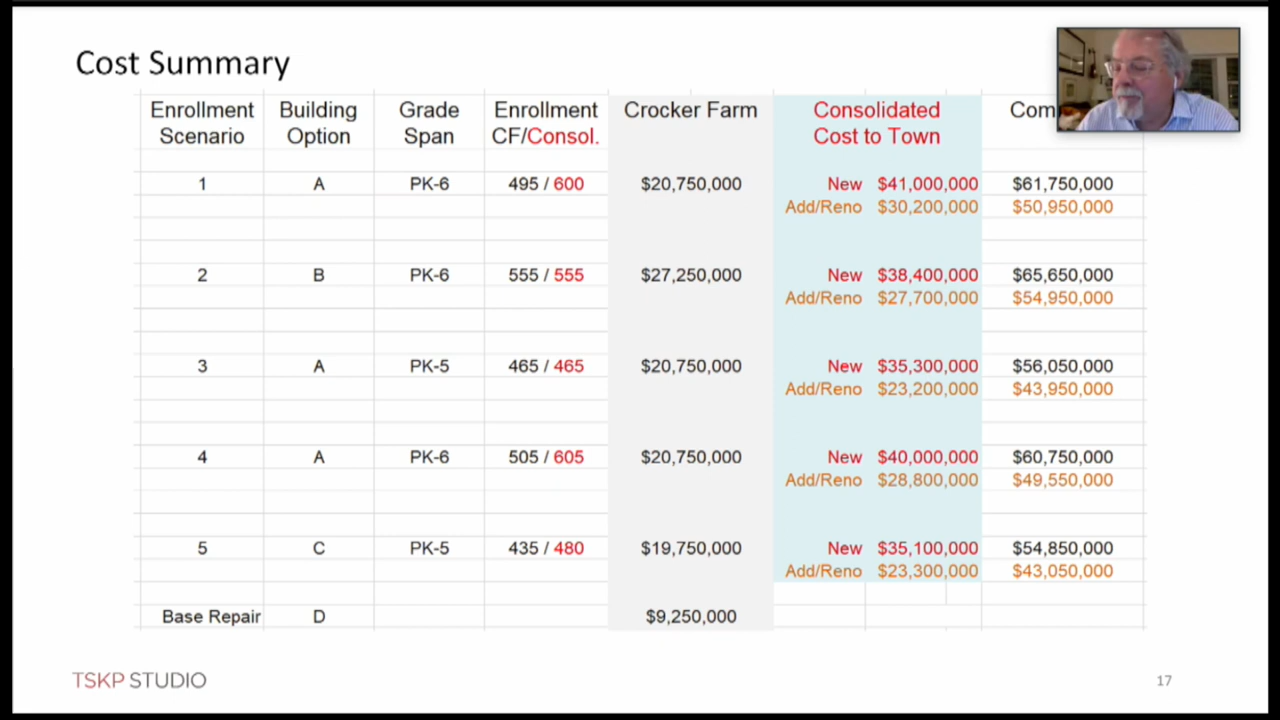 Cost Summary
Enrollment Scenario Building Option Grade Span Enrollment CF/Consol. Crocker Farm Consolidated Cost to Town
1 A PK-6 495 / 600 $20,750,000 New $41,000,000 $61,750,000
Add/Reno $30,200,000 $50,950,000
2 B PK-6 555 / 555 $27,250,000 New $38,400,000 $65,650,000
Add/Reno $27,700,000 $54,950,000
3 A PK-5 465 / 465 $20,750,000 New $35,300,000 $56,050,000
Add/Reno $23,200,000 $43,950,000
4 A PK-6 505 / 605 $20,750,000 New $40,000,000 $60,750,000
Add/Reno $28,800,000 $49,550,000
5 C PK-5 435 / 480 $19,750,000 New $35,100,000 $54,850,000
Add/Reno $23,300,000 $43,050,000
Base Repair D $9,250,000
TSKP STUDIO 17